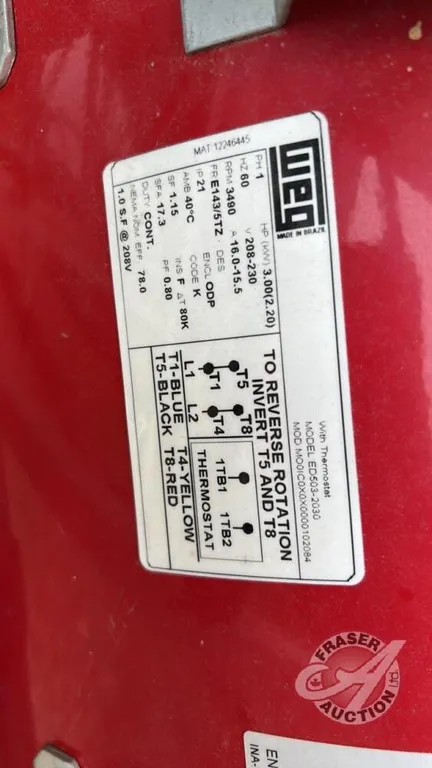 WEG
MADE IN BRAZIL
With Thermostat
MODEL ED503-2030
MOD.M00IC0X0X0000102084
MAT 12246445
PH 1 HP (kW) 3.00(2.20)
HZ 60 V 208-230
RPM 3490 A 16.0-15.5
FR E143/5TZ DES
IP 21 ENCL ODP
AMB 40°C CODE K
SF 1.15 INS F ΔT 80K
SFA 17.3 PF 0.80
DUTY CONT.
NEMA NOM EFF 78.0
1.0 S.F @ 208V
TO REVERSE ROTATION
INVERT T5 AND T8
T5 T8
T1 T4
L1 L2
1TB1 1TB2
THERMOSTAT
T1-BLUE T4-YELLOW
T5-BLACK T8-RED
FRASER
AUCTION
EN
INA-